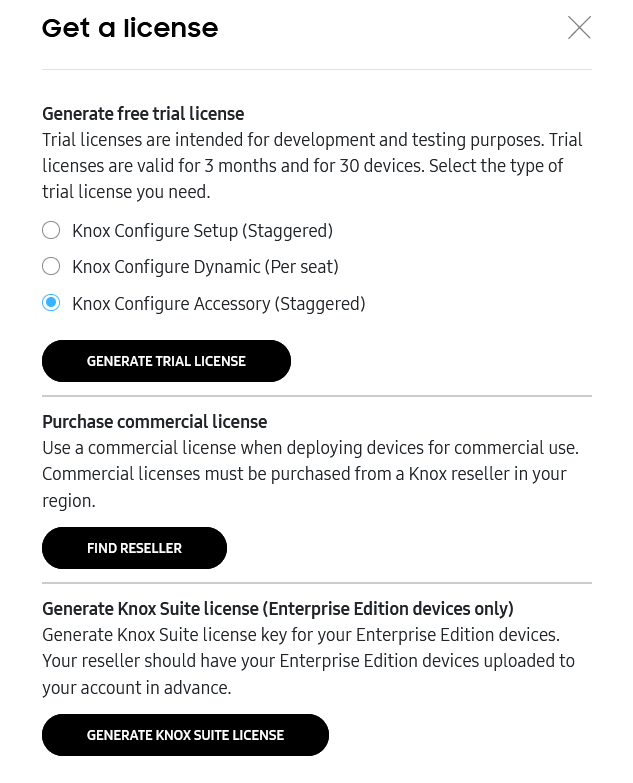 Get a license
Generate free trial license
Trial licenses are intended for development and testing purposes. Trial
licenses are valid for 3 months and for 30 devices. Select the type of
trial license you need.
Knox Configure Setup (Staggered)
Knox Configure Dynamic (Per seat)
Knox Configure Accessory (Staggered)
GENERATE TRIAL LICENSE
Purchase commercial license
Use a commercial license when deploying devices for commercial use.
Commercial licenses must be purchased from a Knox reseller in your
region.
FIND RESELLER
Generate Knox Suite license (Enterprise Edition devices only)
Generate Knox Suite license key for your Enterprise Edition devices.
Your reseller should have your Enterprise Edition devices uploaded to
your account in advance.
GENERATE KNOX SUITE LICENSE